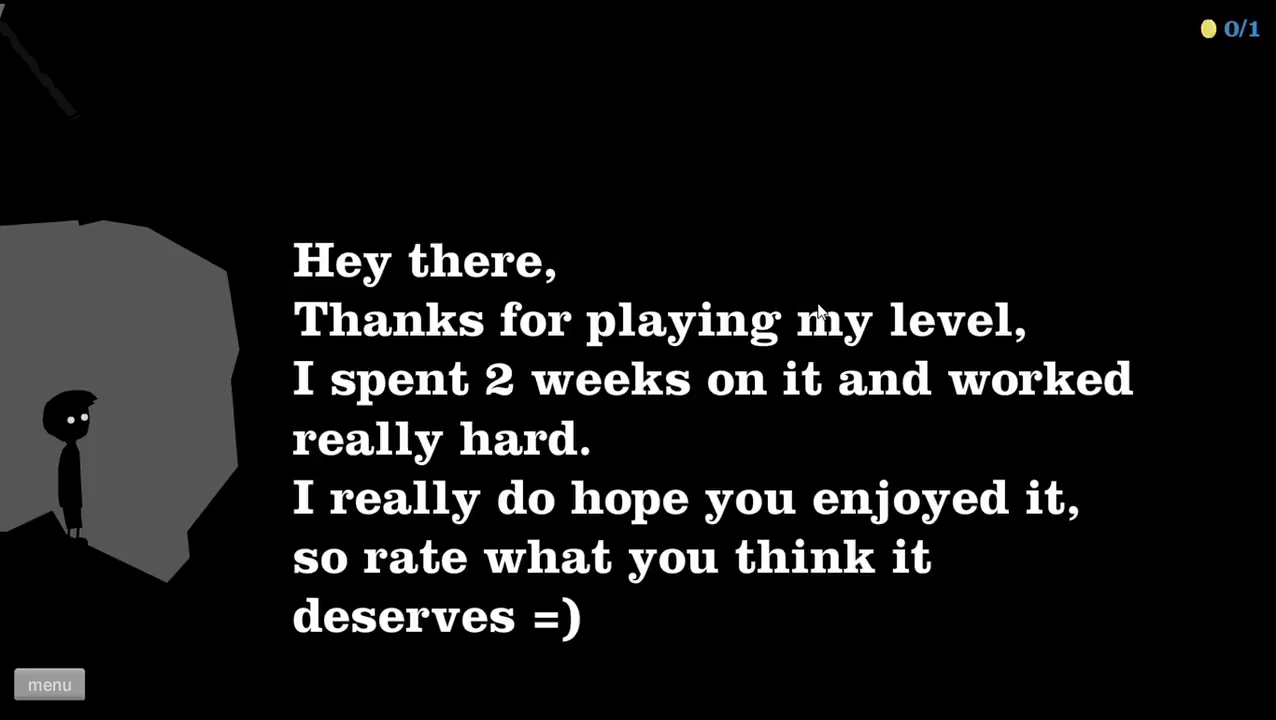 0/1
Hey there,
Thanks for playing my level,
I spent 2 weeks on it and worked
really hard.
I really do hope you enjoyed it,
so rate what you think it
deserves =)
menu